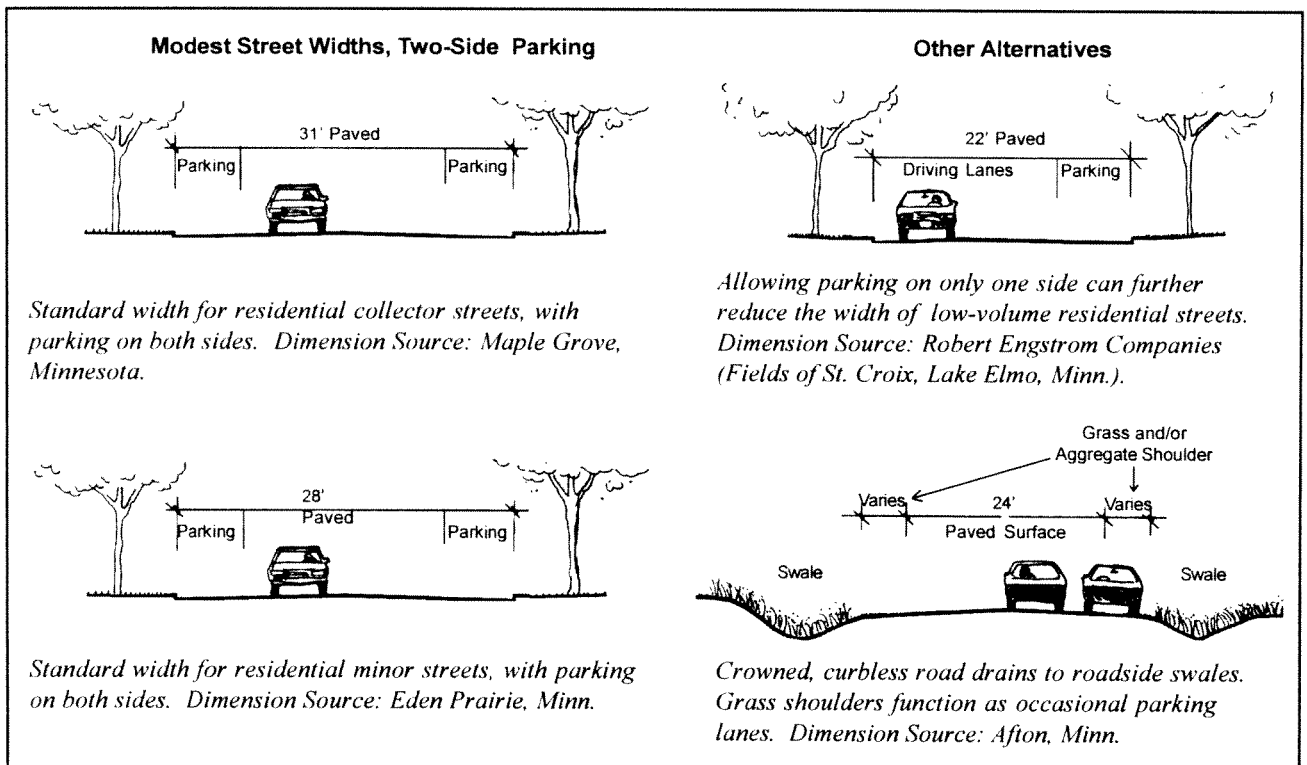 Modest Street Widths, Two-Side Parking
31' Paved
Parking
Parking
Standard width for residential collector streets, with
parking on both sides. Dimension Source: Maple Grove,
Minnesota.
28'
Paved
Parking
Parking
Standard width for residential minor streets, with parking
on both sides. Dimension Source: Eden Prairie, Minn.
Other Alternatives
22' Paved
Driving Lanes
Parking
Allowing parking on only one side can further
reduce the width of low-volume residential streets.
Dimension Source: Robert Engstrom Companies
(Fields of St. Croix, Lake Elmo, Minn.).
Grass and/or
Aggregate Shoulder
Varies
24'
Varies
Paved Surface
Swale
Swale
Crowned, curbless road drains to roadside swales.
Grass shoulders function as occasional parking
lanes. Dimension Source: Afton, Minn.